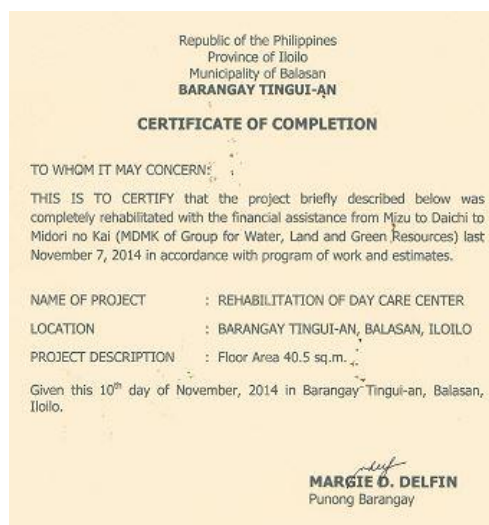 Republic of the Philippines
Province of Iloilo
Municipality of Balasan
BARANGAY TINGUI-AN
CERTIFICATE OF COMPLETION
TO WHOM IT MAY CONCERN:
THIS IS TO CERTIFY that the project briefly described below was
completely rehabilitated with the financial assistance from Mizu to Daichi to
Midori no Kai (MDMK of Group for Water, Land and Green Resources) last
November 7, 2014 in accordance with program of work and estimates.
NAME OF PROJECT : REHABILITATION OF DAY CARE CENTER
LOCATION : BARANGAY TINGUI-AN, BALASAN, ILOILO
PROJECT DESCRIPTION : Floor Area 40.5 sq.m.
Given this 10th day of November, 2014 in Barangay Tingui-an, Balasan,
Iloilo.
MARGIE D. DELFIN
Punong Barangay